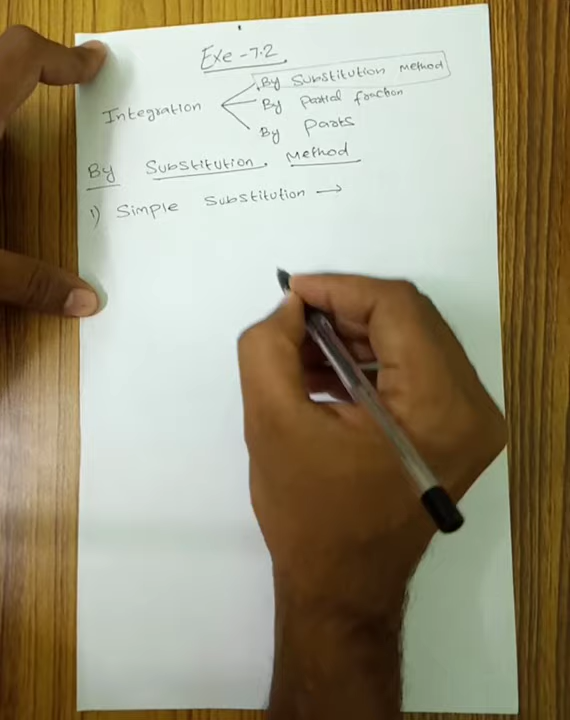 Exe - 7.2
Integration
By Substitution Method
By Partial fraction
By Parts
By Substitution. Method
1) Simple Substitution →